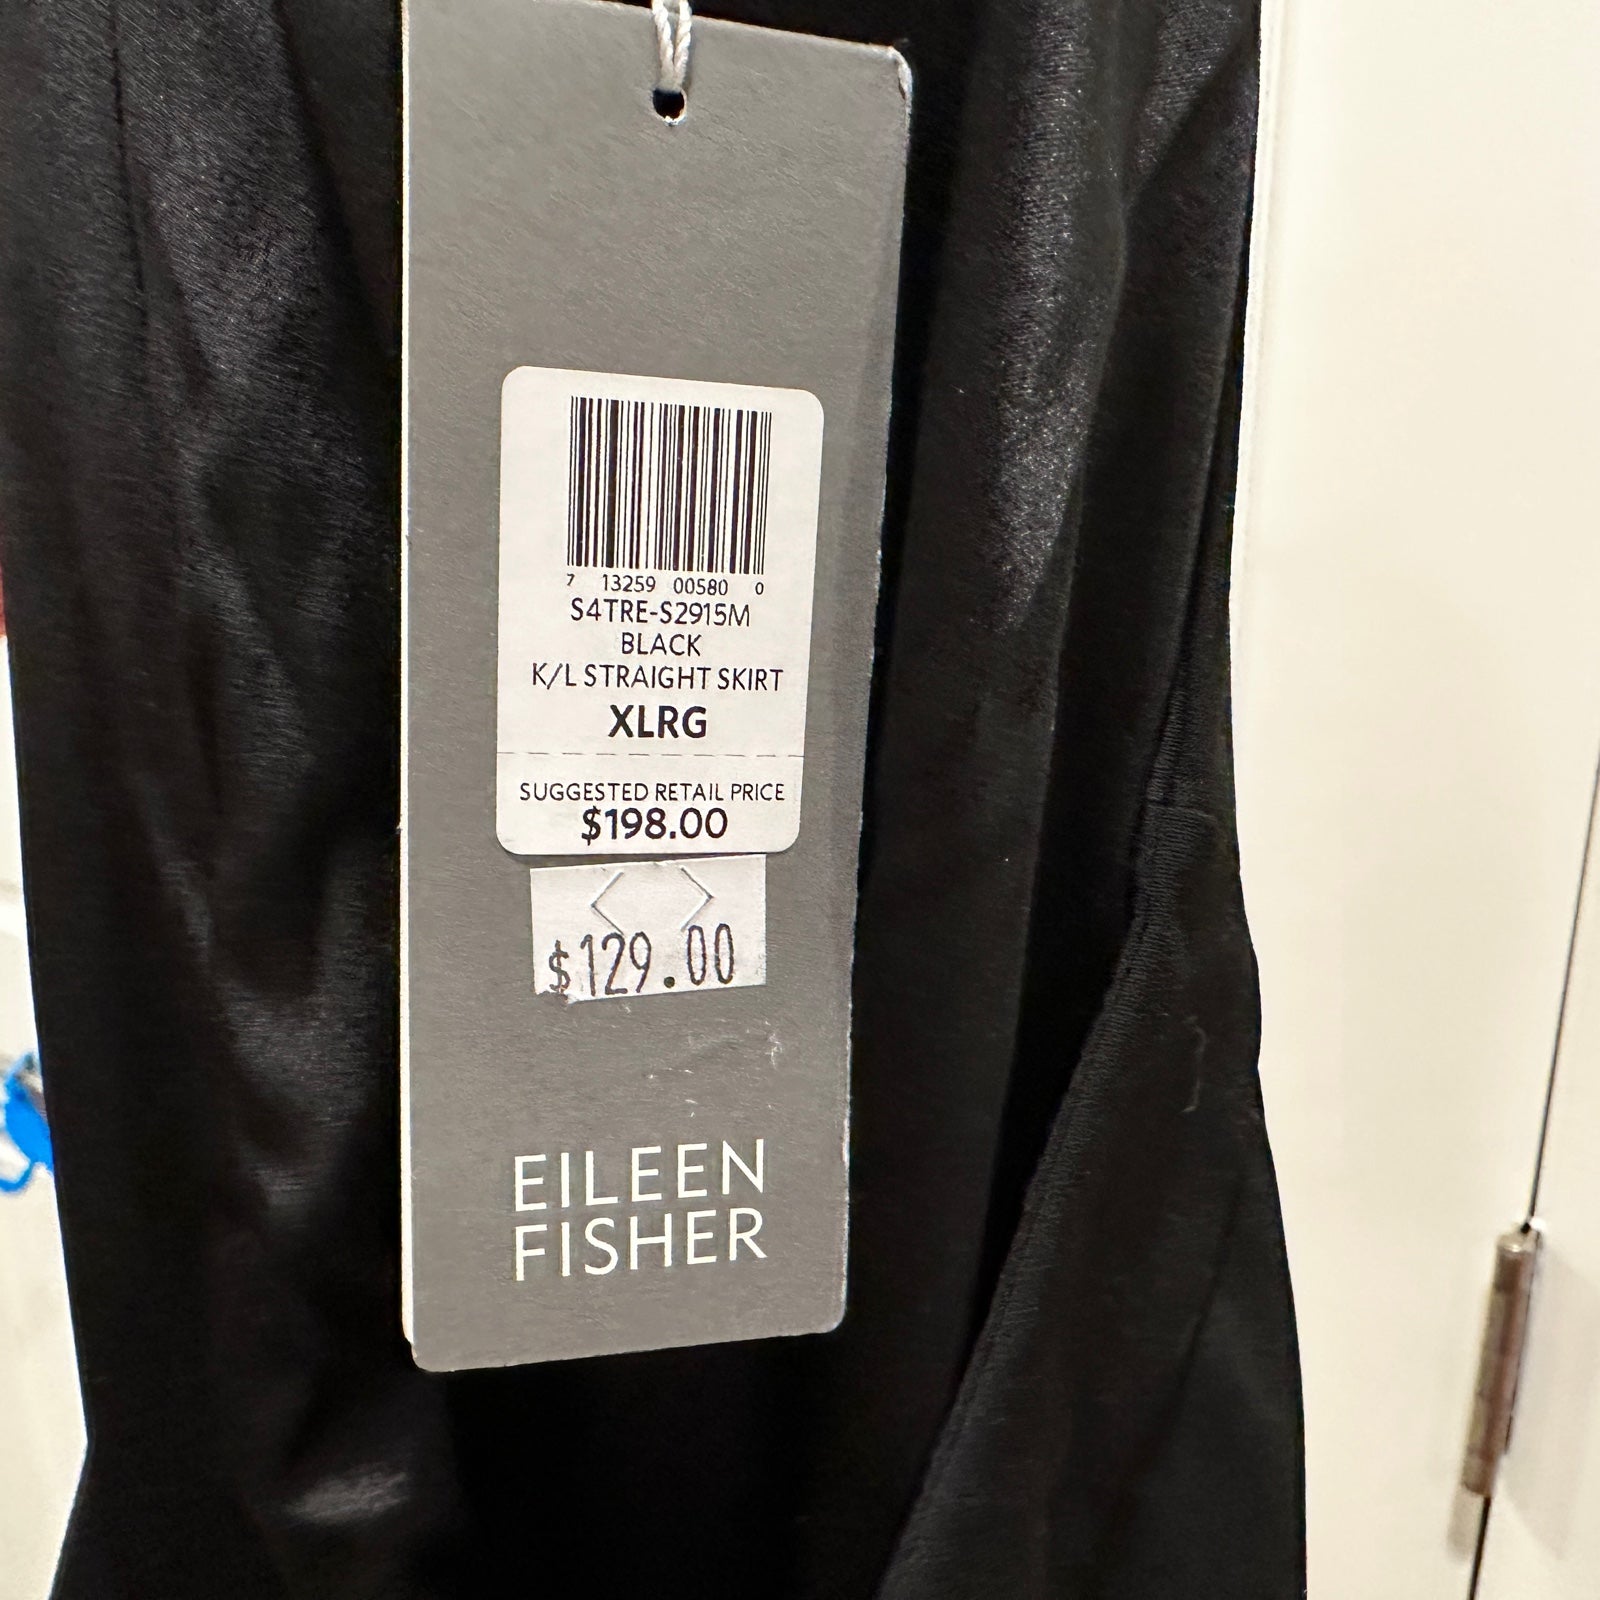 7 13259 00580 0
S4TRE-S2915M
BLACK
K/L STRAIGHT SKIRT
XLRG
SUGGESTED RETAIL PRICE
$198.00
$129.00
EILEEN
FISHER